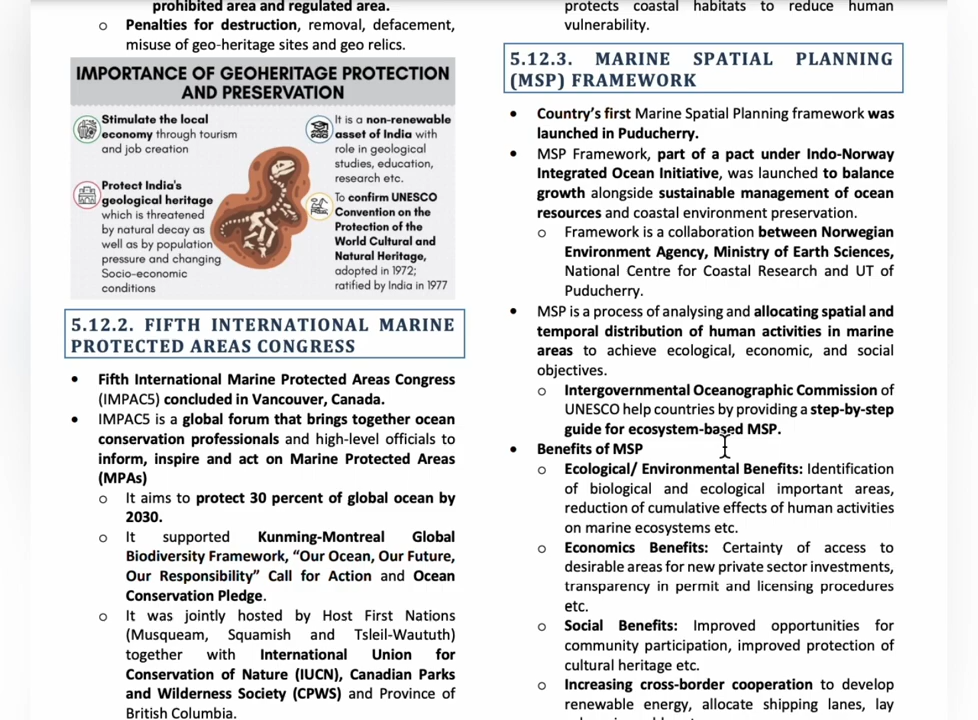 prohibited area and regulated area.
o Penalties for destruction, removal, defacement,
misuse of geo-heritage sites and geo relics.
IMPORTANCE OF GEOHERITAGE PROTECTION
AND PRESERVATION
Stimulate the local
economy through tourism
and job creation
Protect India's
geological heritage
which is threatened
by natural decay as
well as by population
pressure and changing
Socio-economic
conditions
It is a non-renewable
asset of India with
role in geological
studies, education,
research etc.
To confirm UNESCO
Convention on the
Protection of the
World Cultural and
Natural Heritage,
adopted in 1972;
ratified by India in 1977
5.12.2. FIFTH INTERNATIONAL MARINE
PROTECTED AREAS CONGRESS
• Fifth International Marine Protected Areas Congress
(IMPAC5) concluded in Vancouver, Canada.
• IMPAC5 is a global forum that brings together ocean
conservation professionals and high-level officials to
inform, inspire and act on Marine Protected Areas
(MPAs)
o It aims to protect 30 percent of global ocean by
2030.
o It supported Kunming-Montreal Global
Biodiversity Framework, “Our Ocean, Our Future,
Our Responsibility” Call for Action and Ocean
Conservation Pledge.
o It was jointly hosted by Host First Nations
(Musqueam, Squamish and Tsleil-Waututh)
together with International Union for
Conservation of Nature (IUCN), Canadian Parks
and Wilderness Society (CPWS) and Province of
British Columbia.
protects coastal habitats to reduce human
vulnerability.
5.12.3. MARINE SPATIAL PLANNING
(MSP) FRAMEWORK
• Country’s first Marine Spatial Planning framework was
launched in Puducherry.
• MSP Framework, part of a pact under Indo-Norway
Integrated Ocean Initiative, was launched to balance
growth alongside sustainable management of ocean
resources and coastal environment preservation.
o Framework is a collaboration between Norwegian
Environment Agency, Ministry of Earth Sciences,
National Centre for Coastal Research and UT of
Puducherry.
• MSP is a process of analysing and allocating spatial and
temporal distribution of human activities in marine
areas to achieve ecological, economic, and social
objectives.
o Intergovernmental Oceanographic Commission of
UNESCO help countries by providing a step-by-step
guide for ecosystem-based MSP.
• Benefits of MSP
o Ecological/ Environmental Benefits: Identification
of biological and ecological important areas,
reduction of cumulative effects of human activities
on marine ecosystems etc.
o Economics Benefits: Certainty of access to
desirable areas for new private sector investments,
transparency in permit and licensing procedures
etc.
o Social Benefits: Improved opportunities for
community participation, improved protection of
cultural heritage etc.
o Increasing cross-border cooperation to develop
renewable energy, allocate shipping lanes, lay